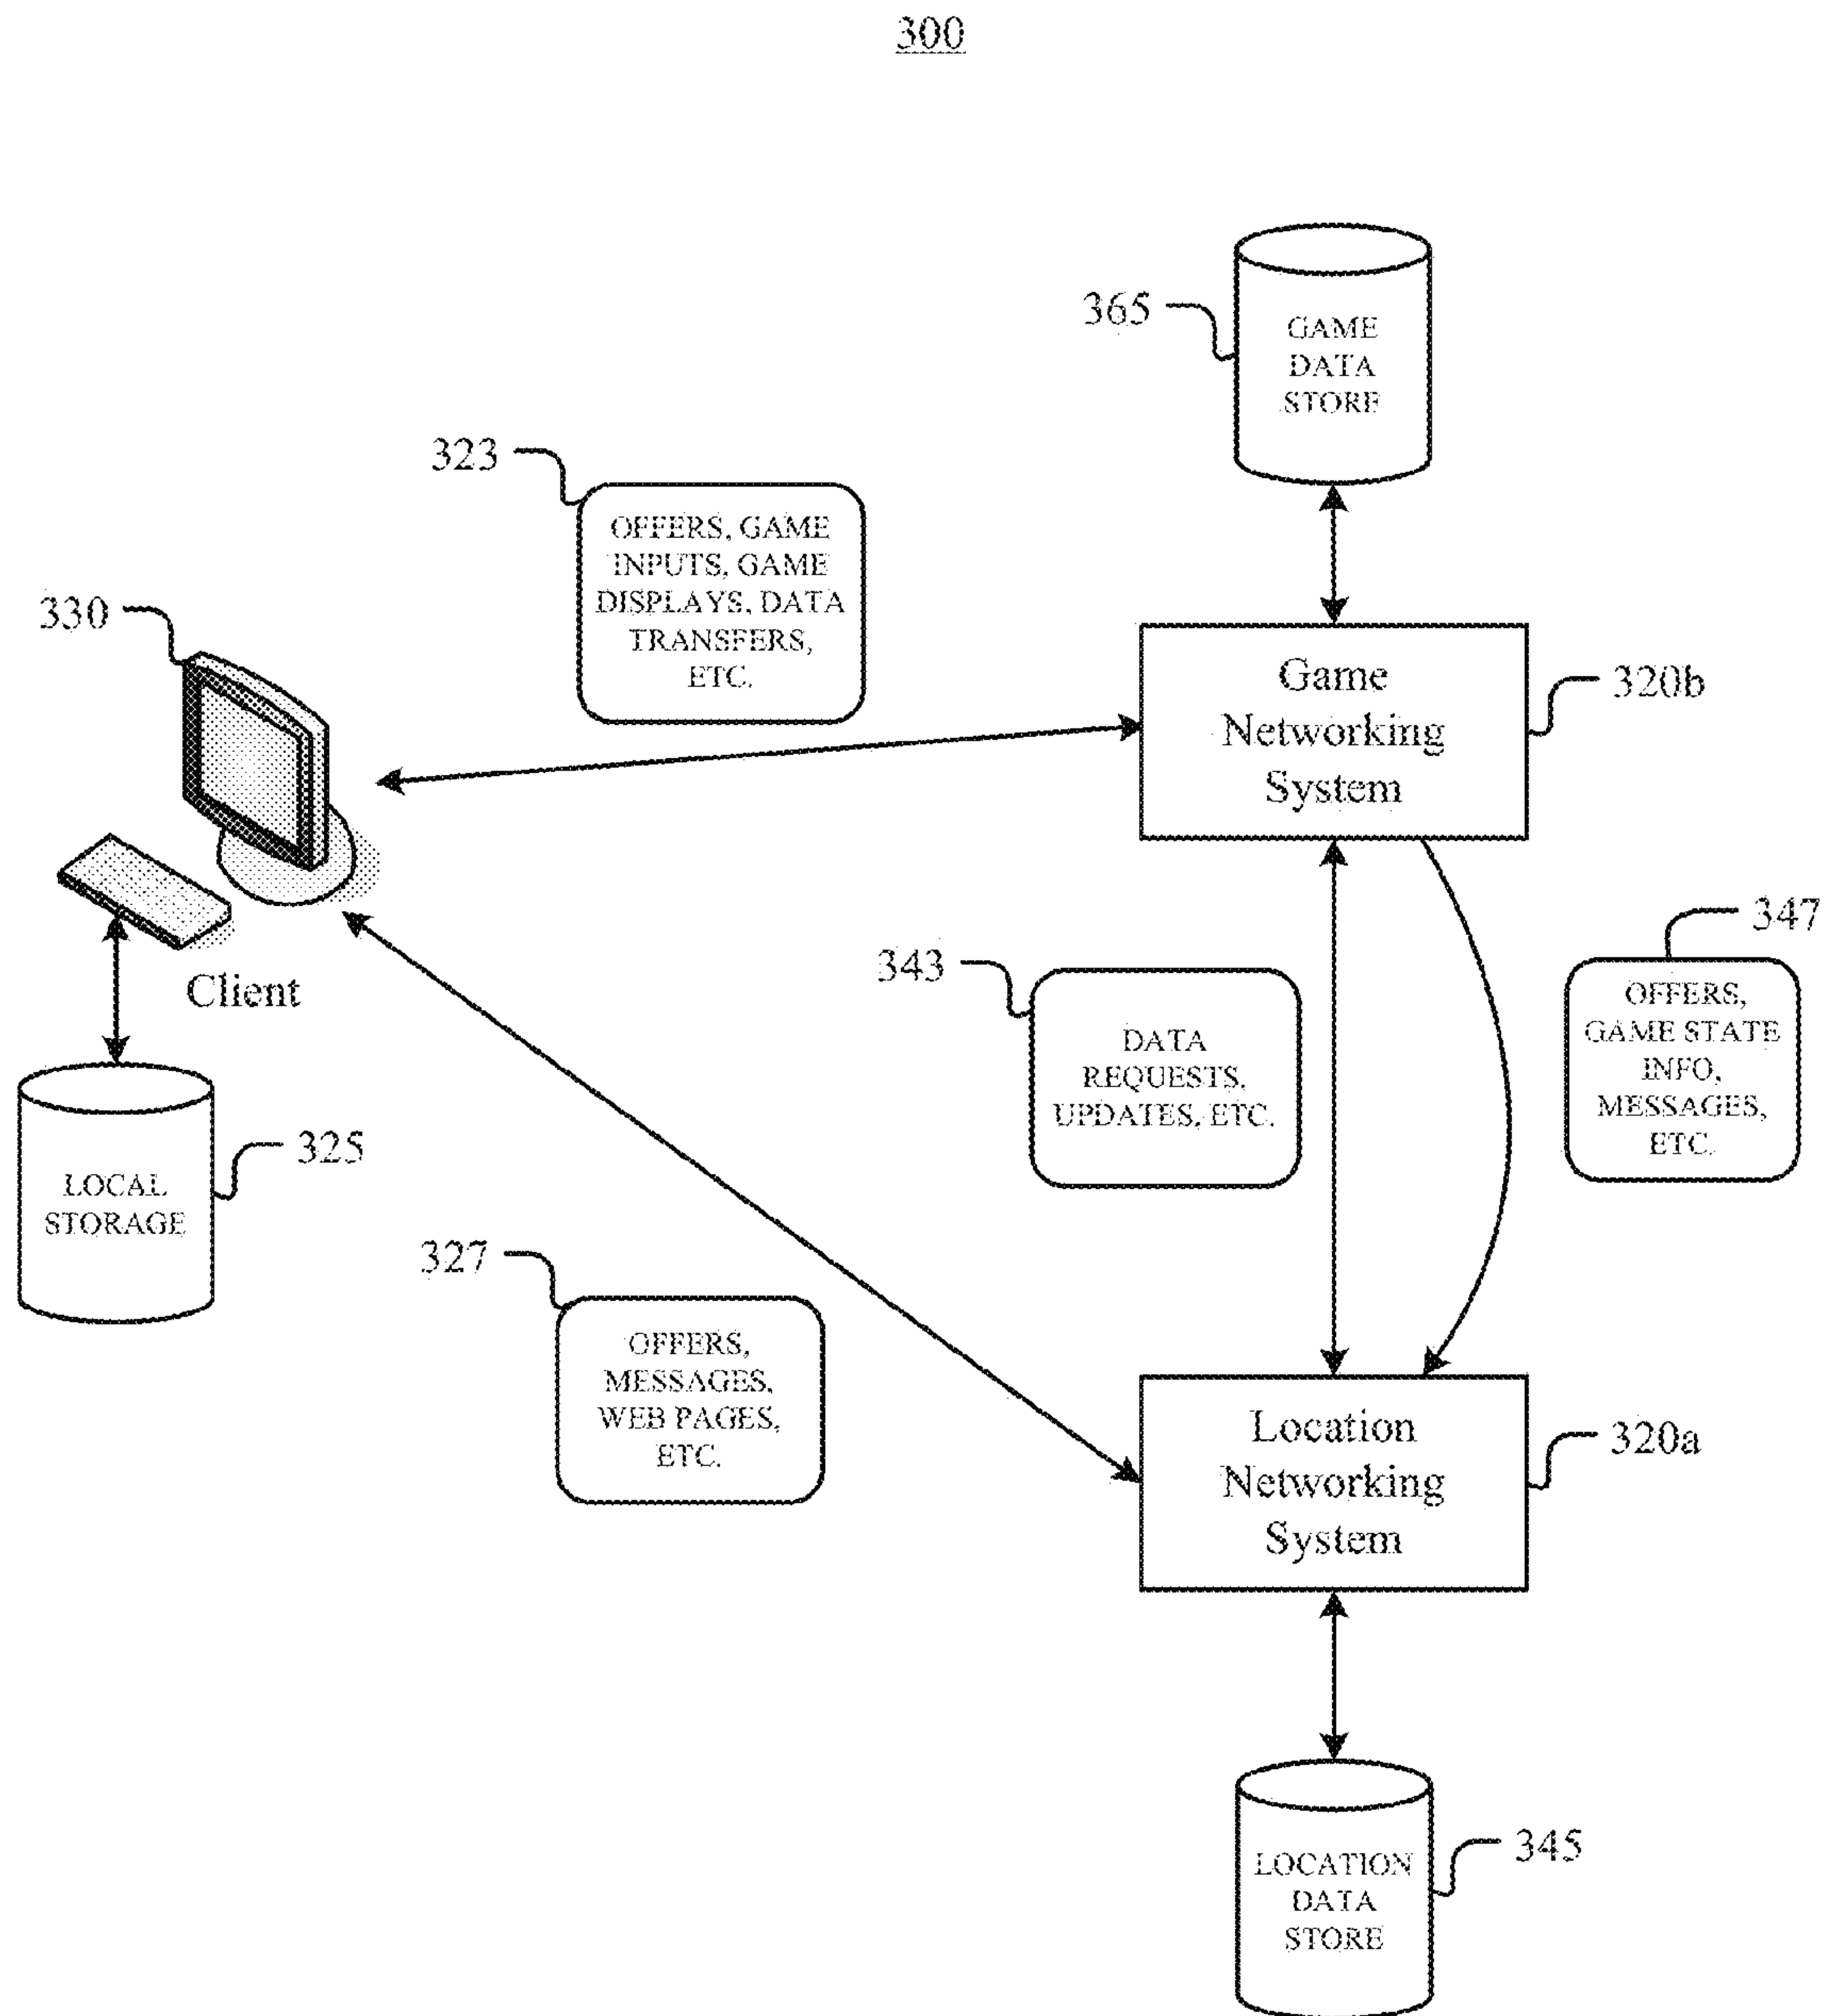 300
365
GAME
DATA
STORE
323
OFFERS, GAME
INPUTS, GAME
DISPLAYS, DATA
TRANSFERS,
ETC.
330
Game
Networking
System
320b
Client
343
DATA
REQUESTS,
UPDATES, ETC.
347
OFFERS,
GAME STATE
INFO,
MESSAGES,
ETC.
LOCAL
STORAGE
325
327
OFFERS,
MESSAGES,
WEB PAGES,
ETC.
Location
Networking
System
320a
LOCATION
DATA
STORE
345